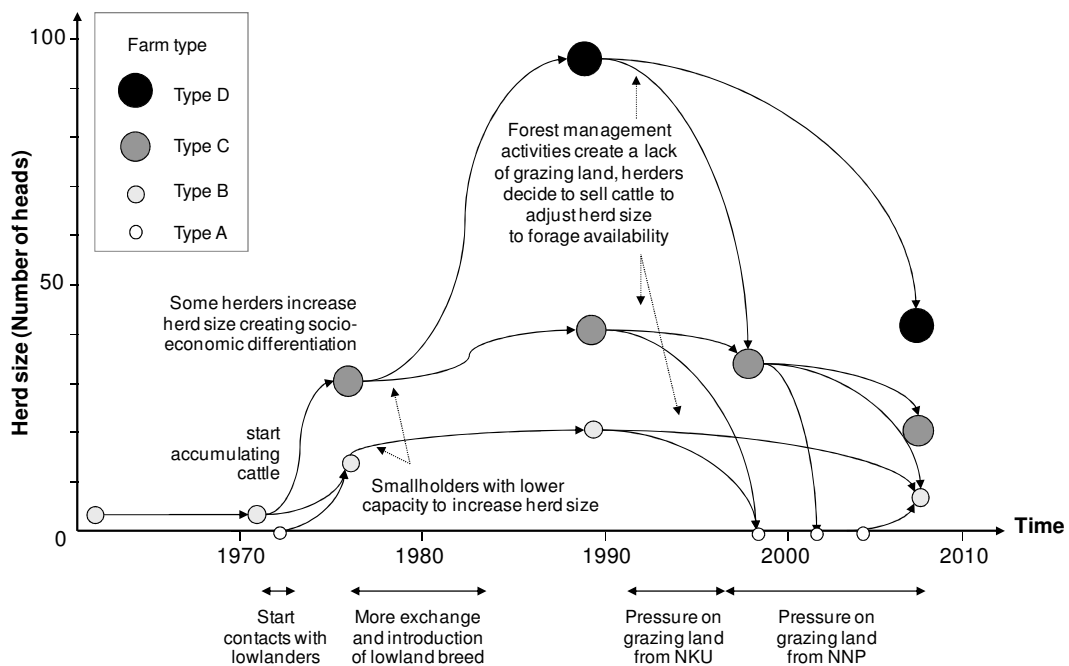 100
50
0
Herd size (Number of heads)
Farm type
Type D
Type C
Type B
Type A
Forest management
activities create a lack
of grazing land, herders
decide to sell cattle to
adjust herd size
to forage availability
Some herders increase
herd size creating socio-
economic differentiation
start
accumulating
cattle
Smallholders with lower
capacity to increase herd size
Time
1970
1980
1990
2000
2010
Start
contacts with
lowlanders
More exchange
and introduction
of lowland breed
Pressure on
grazing land
from NKU
Pressure on
grazing land
from NNP